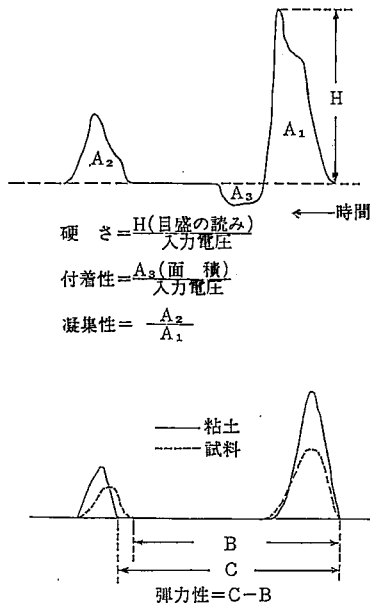 H
A₁
A₂
A₃
←時間
硬 さ=H(目盛の読み)/入力電圧
付着性=A₃(面 積)/入力電圧
凝集性=A₂/A₁
粘土
試料
B
C
弾力性=C−B